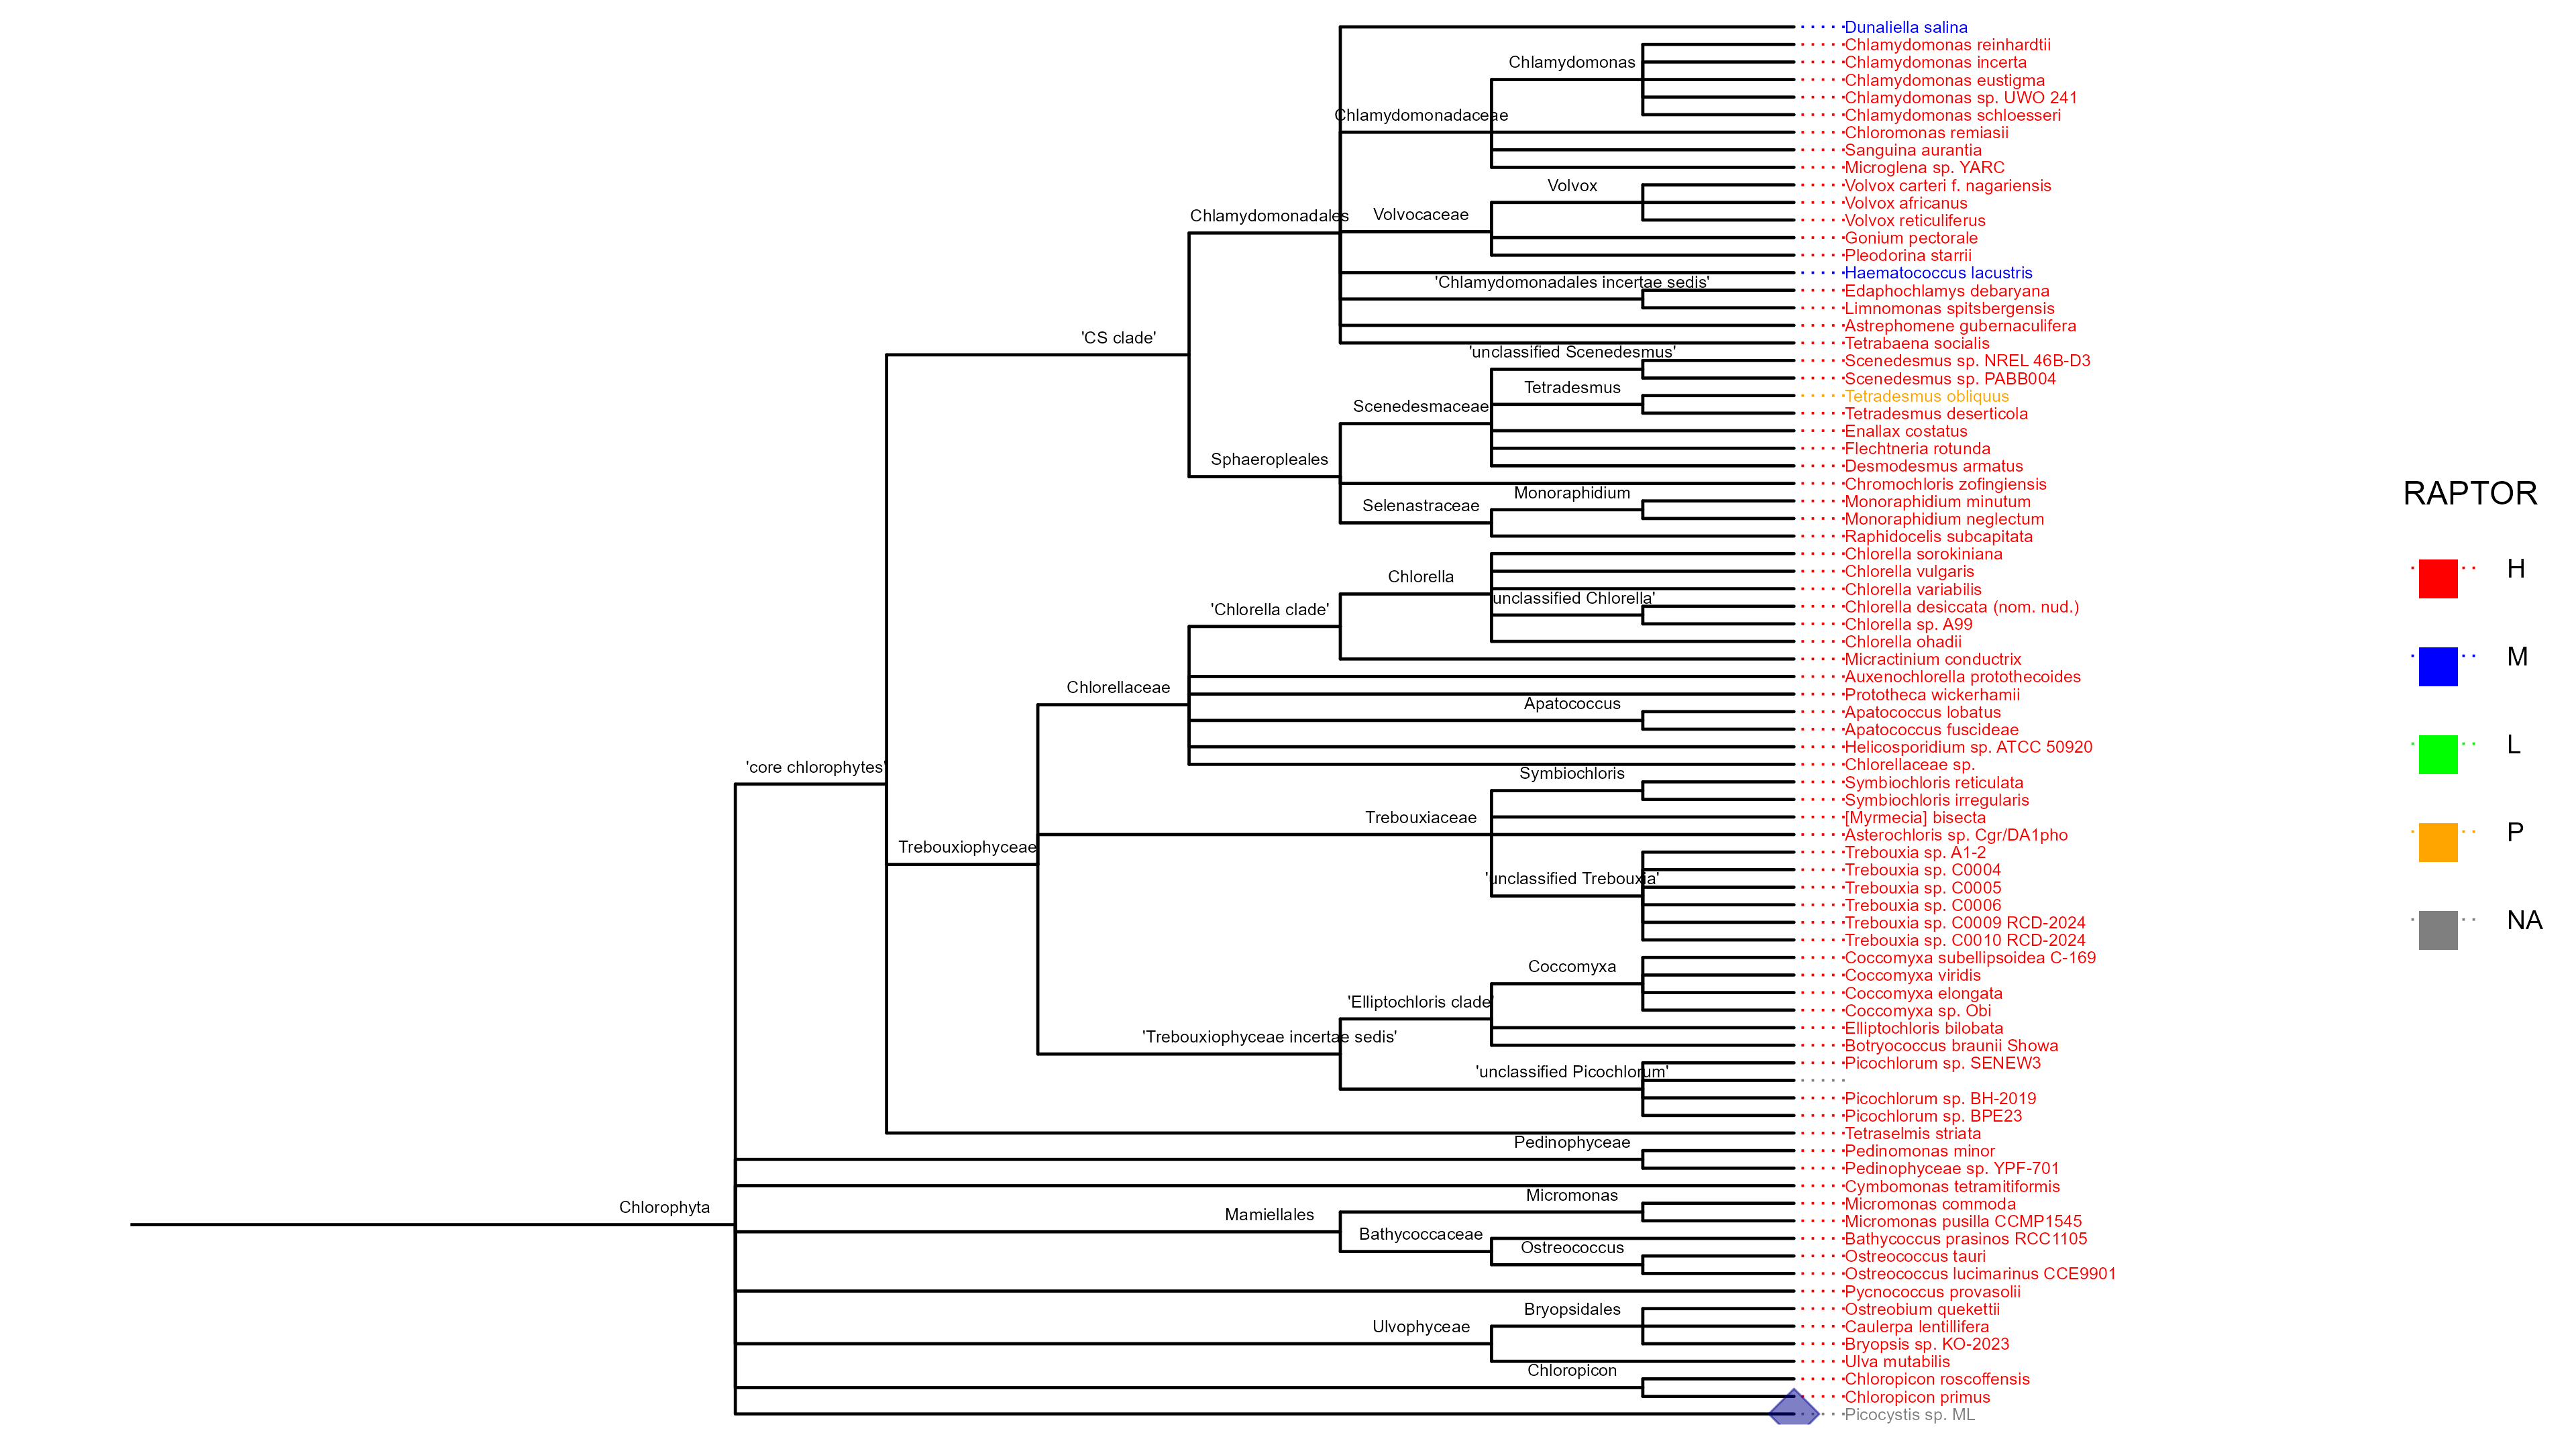 Dunaliella salina
Chlamydomonas reinhardtii
Chlamydomonas
Chlamydomonas incerta
Chlamydomonas eustigma
Chlamydomonas sp. UWO 241
Chlamydomonadaceae
Chlamydomonas schloesseri
Chloromonas remiasii
Sanguina aurantia
Microglena sp. YARC
Volvox
Volvox carteri f. nagariensis
Volvox africanus
Chlamydomonadales
Volvocaceae
Volvox reticuliferus
Gonium pectorale
Pleodorina starrii
Haematococcus lacustris
'Chlamydomonadales incertae sedis'
Edaphochlamys debaryana
Limnomonas spitsbergensis
Astrephomene gubernaculifera
'CS clade'
Tetrabaena socialis
'unclassified Scenedesmus'
Scenedesmus sp. NREL 46B-D3
Scenedesmus sp. PABB004
Tetradesmus
Tetradesmus obliquus
Scenedesmaceae
Tetradesmus deserticola
Enallax costatus
Flechtneria rotunda
Sphaeropleales
Desmodesmus armatus
Chromochloris zofingiensis
Monoraphidium
Monoraphidium minutum
Selenastraceae
Monoraphidium neglectum
Raphidocelis subcapitata
Chlorella sorokiniana
Chlorella
Chlorella vulgaris
Chlorella variabilis
'unclassified Chlorella'
'Chlorella clade'
Chlorella desiccata (nom. nud.)
Chlorella sp. A99
Chlorella ohadii
Micractinium conductrix
Auxenochlorella protothecoides
Chlorellaceae
Prototheca wickerhamii
Apatococcus
Apatococcus lobatus
Apatococcus fuscideae
Helicosporidium sp. ATCC 50920
'core chlorophytes'
Chlorellaceae sp.
Symbiochloris
Symbiochloris reticulata
Symbiochloris irregularis
Trebouxiaceae
[Myrmecia] bisecta
Asterochloris sp. Cgr/DA1pho
Trebouxiophyceae
Trebouxia sp. A1-2
Trebouxia sp. C0004
'unclassified Trebouxia'
Trebouxia sp. C0005
Trebouxia sp. C0006
Trebouxia sp. C0009 RCD-2024
Trebouxia sp. C0010 RCD-2024
Coccomyxa subellipsoidea C-169
Coccomyxa
Coccomyxa viridis
Coccomyxa elongata
'Elliptochloris clade'
Coccomyxa sp. Obi
Elliptochloris bilobata
'Trebouxiophyceae incertae sedis'
Botryococcus braunii Showa
Picochlorum sp. SENEW3
'unclassified Picochlorum'
Picochlorum sp. BH-2019
Picochlorum sp. BPE23
Tetraselmis striata
Pedinophyceae
Pedinomonas minor
Pedinophyceae sp. YPF-701
Cymbomonas tetramitiformis
Micromonas
Micromonas commoda
Chlorophyta
Mamiellales
Micromonas pusilla CCMP1545
Bathycoccaceae
Bathycoccus prasinos RCC1105
Ostreococcus
Ostreococcus tauri
Ostreococcus lucimarinus CCE9901
Pycnococcus provasolii
Bryopsidales
Ostreobium quekettii
Ulvophyceae
Caulerpa lentillifera
Bryopsis sp. KO-2023
Ulva mutabilis
Chloropicon
Chloropicon roscoffensis
Chloropicon primus
Picocystis sp. ML
RAPTOR
H
M
L
P
NA